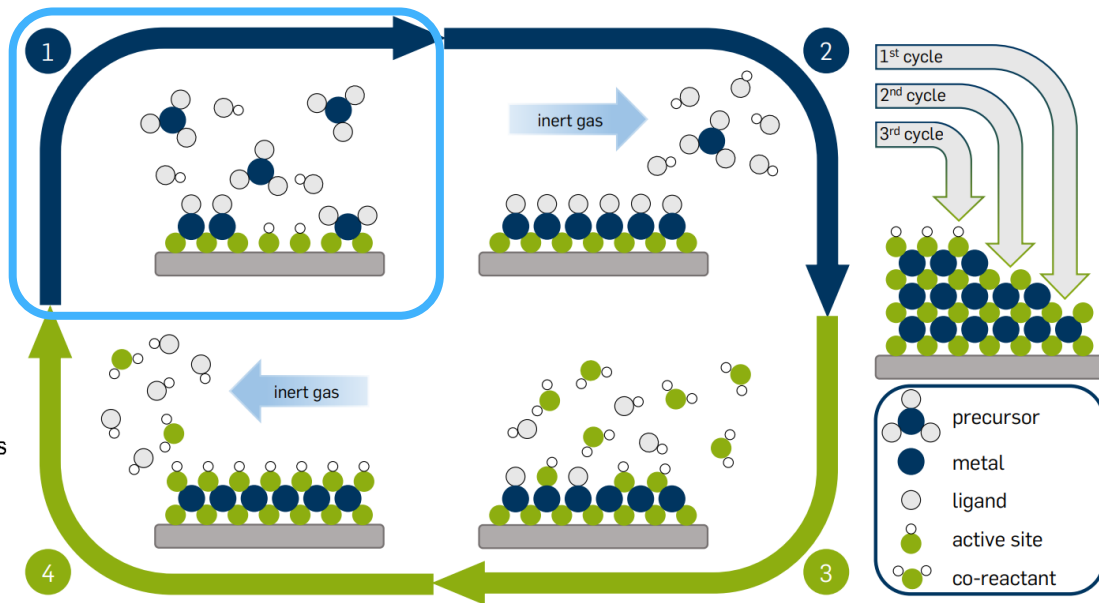 1
2
inert gas
1st cycle
2nd cycle
3rd cycle
inert gas
s
4
3
precursor
metal
ligand
active site
co-reactant